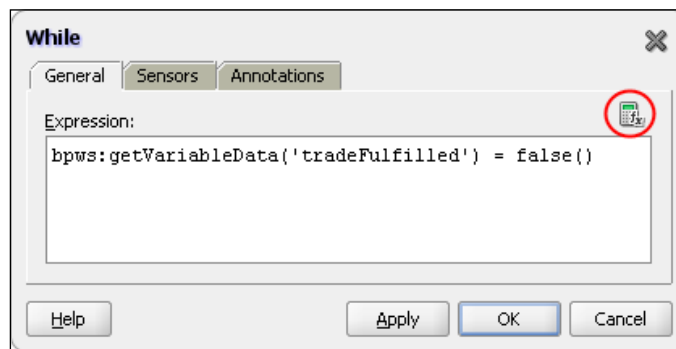 While
General Sensors Annotations
Expression:
bpws:getVariableData('tradeFulfilled') = false()
Help Apply OK Cancel